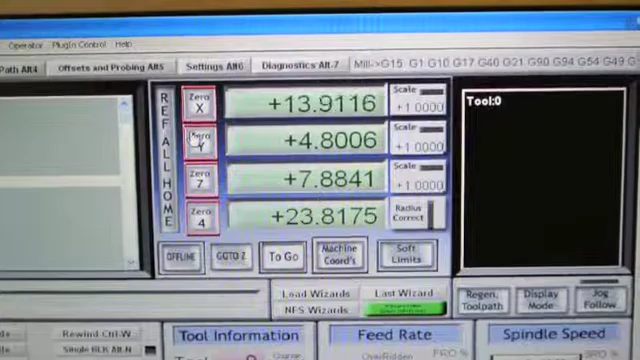 Operator PlugIn Control Help
Path Alt4 Offsets and Probing Alt5 Settings Alt6 Diagnostics Alt-7 Mill->G15 G1 G10 G17 G40 G21 G90 G94 G54 G49
REF ALL HOME
Zero X +13.9116 Scale +1.0000
Zero Y +4.8006 Scale +1.0000
Zero Z +7.8841 Scale +1.0000
Zero 4 +23.8175 Radius Correct
Tool:0
OFFLINE GOTO Z To Go Machine Coord's Soft Limits
Load Wizards Last Wizard
NFS Wizards
Regen. Toolpath Display Mode Jog Follow
Rewind Ctrl-W
Single BLK Alt-N
Tool Information Feed Rate Spindle Speed
OverRidden FRO %